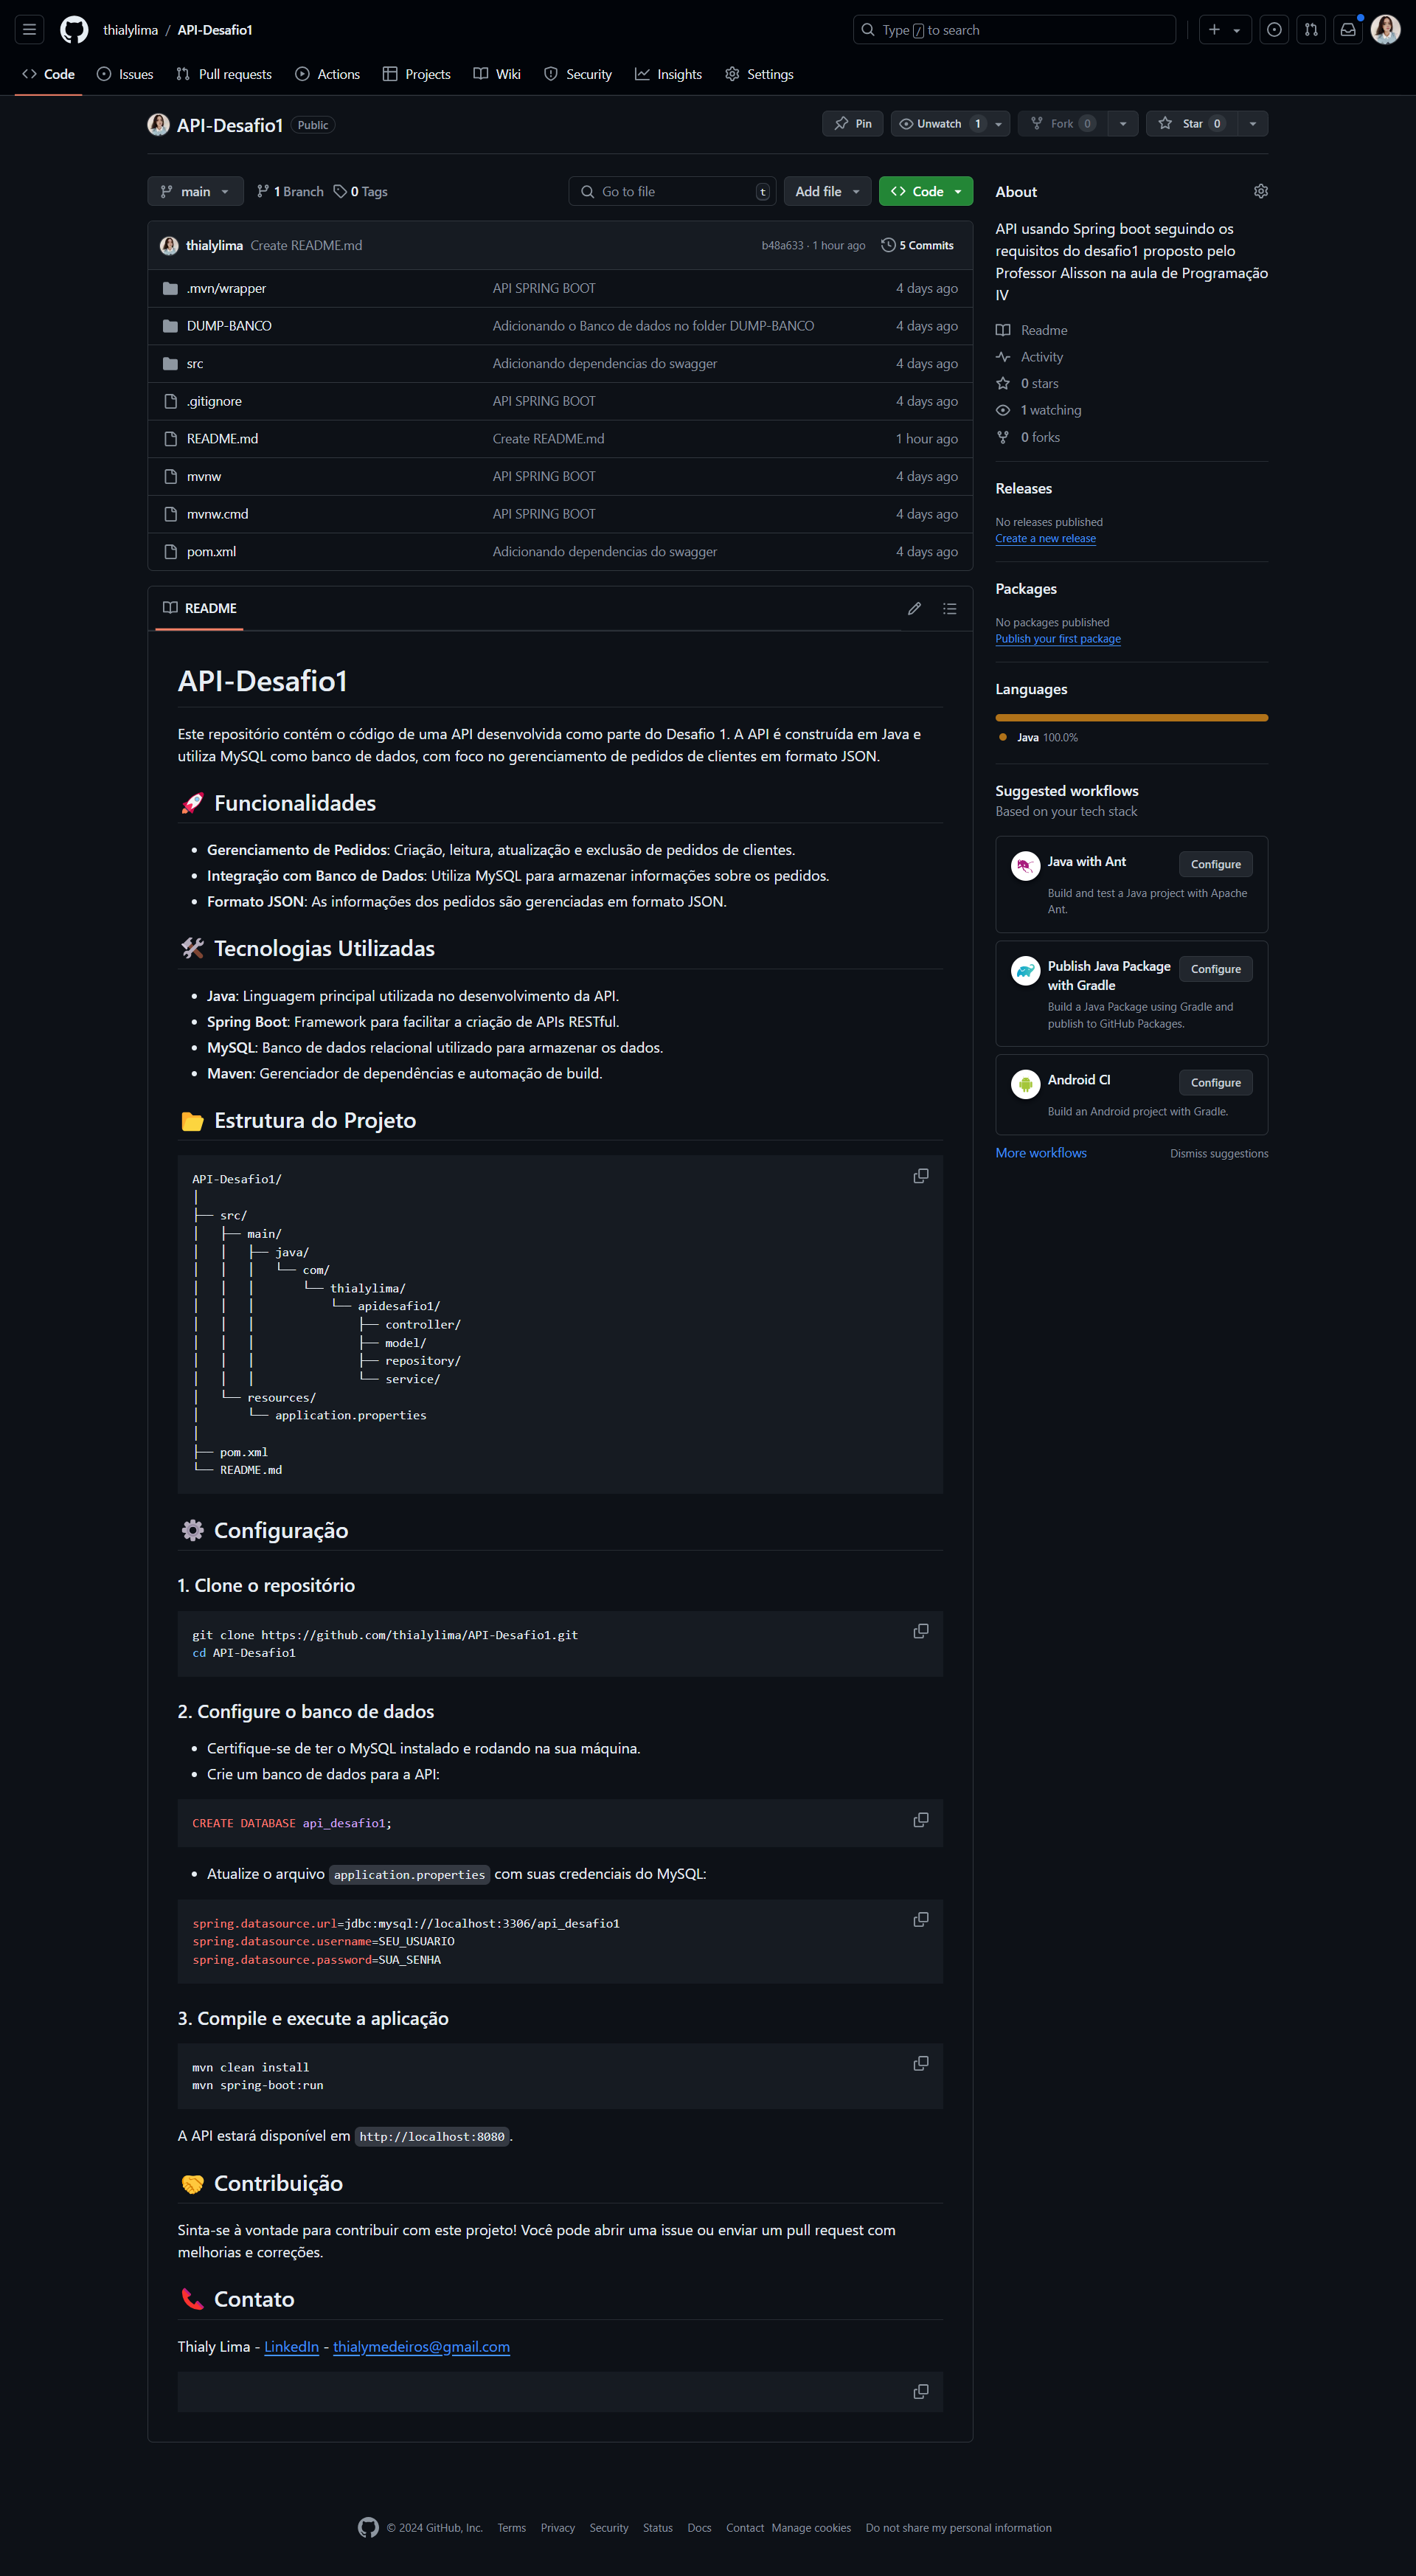 thialylima / API-Desafio1
Type / to search
Code Issues Pull requests Actions Projects Wiki Security Insights Settings
API-Desafio1 Public
Pin Unwatch 1 Fork 0 Star 0
main 1 Branch 0 Tags Go to file t Add file Code
thialylima Create README.md b48a633 · 1 hour ago 5 Commits
.mvn/wrapper API SPRING BOOT 4 days ago
DUMP-BANCO Adicionando o Banco de dados no folder DUMP-BANCO 4 days ago
src Adicionando dependencias do swagger 4 days ago
.gitignore API SPRING BOOT 4 days ago
README.md Create README.md 1 hour ago
mvnw API SPRING BOOT 4 days ago
mvnw.cmd API SPRING BOOT 4 days ago
pom.xml Adicionando dependencias do swagger 4 days ago
README
API-Desafio1
Este repositório contém o código de uma API desenvolvida como parte do Desafio 1. A API é construída em Java e
utiliza MySQL como banco de dados, com foco no gerenciamento de pedidos de clientes em formato JSON.
🚀 Funcionalidades
• Gerenciamento de Pedidos: Criação, leitura, atualização e exclusão de pedidos de clientes.
• Integração com Banco de Dados: Utiliza MySQL para armazenar informações sobre os pedidos.
• Formato JSON: As informações dos pedidos são gerenciadas em formato JSON.
🛠️ Tecnologias Utilizadas
• Java: Linguagem principal utilizada no desenvolvimento da API.
• Spring Boot: Framework para facilitar a criação de APIs RESTful.
• MySQL: Banco de dados relacional utilizado para armazenar os dados.
• Maven: Gerenciador de dependências e automação de build.
📂 Estrutura do Projeto
API-Desafio1/
│
├── src/
│   ├── main/
│   │   ├── java/
│   │   │   └── com/
│   │   │       └── thialylima/
│   │   │           └── apidesafio1/
│   │   │               ├── controller/
│   │   │               ├── model/
│   │   │               ├── repository/
│   │   │               └── service/
│   └── resources/
│       └── application.properties
│
├── pom.xml
└── README.md
⚙️ Configuração
1. Clone o repositório
git clone https://github.com/thialylima/API-Desafio1.git
cd API-Desafio1
2. Configure o banco de dados
• Certifique-se de ter o MySQL instalado e rodando na sua máquina.
• Crie um banco de dados para a API:
CREATE DATABASE api_desafio1;
• Atualize o arquivo application.properties com suas credenciais do MySQL:
spring.datasource.url=jdbc:mysql://localhost:3306/api_desafio1
spring.datasource.username=SEU_USUARIO
spring.datasource.password=SUA_SENHA
3. Compile e execute a aplicação
mvn clean install
mvn spring-boot:run
A API estará disponível em http://localhost:8080.
🤝 Contribuição
Sinta-se à vontade para contribuir com este projeto! Você pode abrir uma issue ou enviar um pull request com
melhorias e correções.
📞 Contato
Thialy Lima - LinkedIn - thialymedeiros@gmail.com
About
API usando Spring boot seguindo os
requisitos do desafio1 proposto pelo
Professor Alisson na aula de Programação
IV
Readme
Activity
0 stars
1 watching
0 forks
Releases
No releases published
Create a new release
Packages
No packages published
Publish your first package
Languages
Java 100.0%
Suggested workflows
Based on your tech stack
Java with Ant Configure
Build and test a Java project with Apache
Ant.
Publish Java Package
with Gradle Configure
Build a Java Package using Gradle and
publish to GitHub Packages.
Android CI Configure
Build an Android project with Gradle.
More workflows Dismiss suggestions
© 2024 GitHub, Inc. Terms Privacy Security Status Docs Contact Manage cookies Do not share my personal information